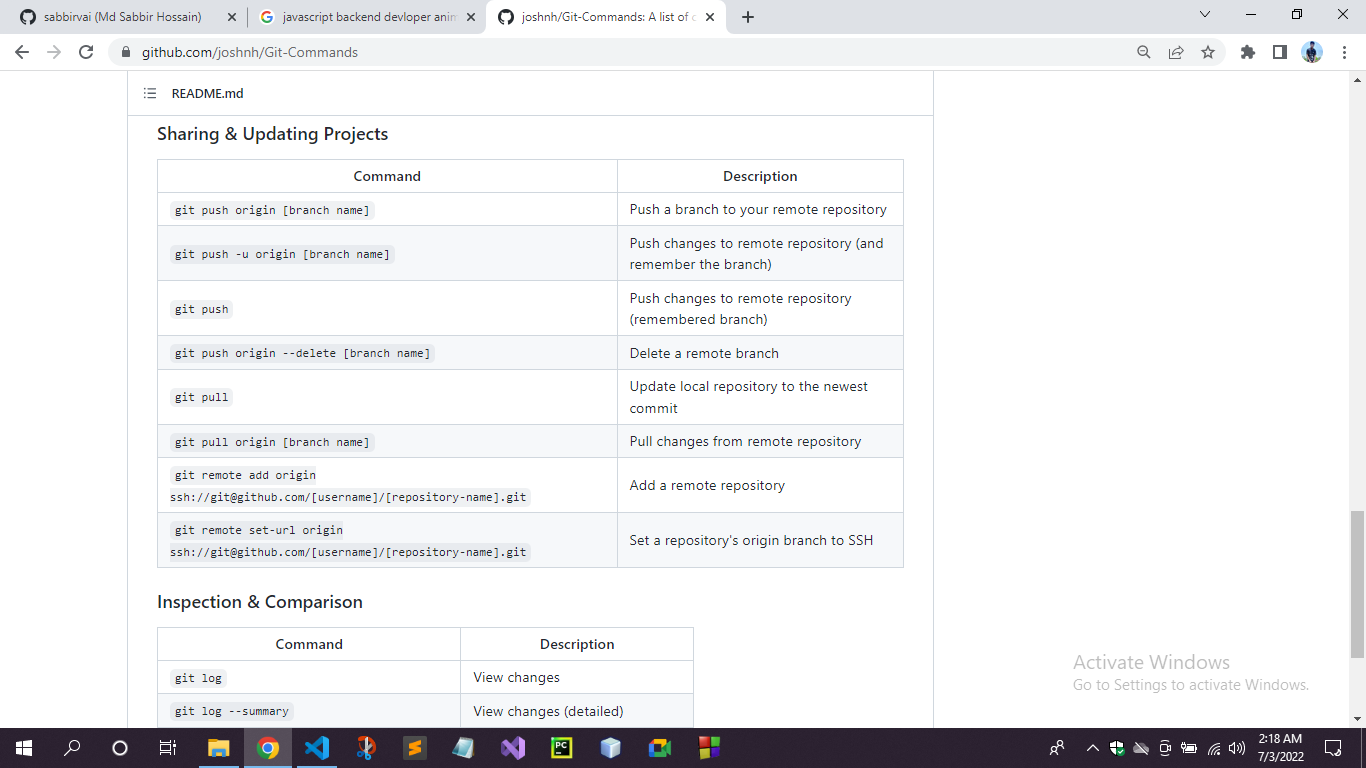 sabbirvai (Md Sabbir Hossain)
javascript backend devloper anim
joshnh/Git-Commands: A list of c
github.com/joshnh/Git-Commands
README.md
Sharing & Updating Projects
Command Description
git push origin [branch name] Push a branch to your remote repository
git push -u origin [branch name] Push changes to remote repository (and
remember the branch)
git push Push changes to remote repository
(remembered branch)
git push origin --delete [branch name] Delete a remote branch
git pull Update local repository to the newest
commit
git pull origin [branch name] Pull changes from remote repository
git remote add origin
ssh://git@github.com/[username]/[repository-name].git Add a remote repository
git remote set-url origin
ssh://git@github.com/[username]/[repository-name].git Set a repository's origin branch to SSH
Inspection & Comparison
Command Description
git log View changes
git log --summary View changes (detailed)
Activate Windows
Go to Settings to activate Windows.
PC
2:18 AM
7/3/2022